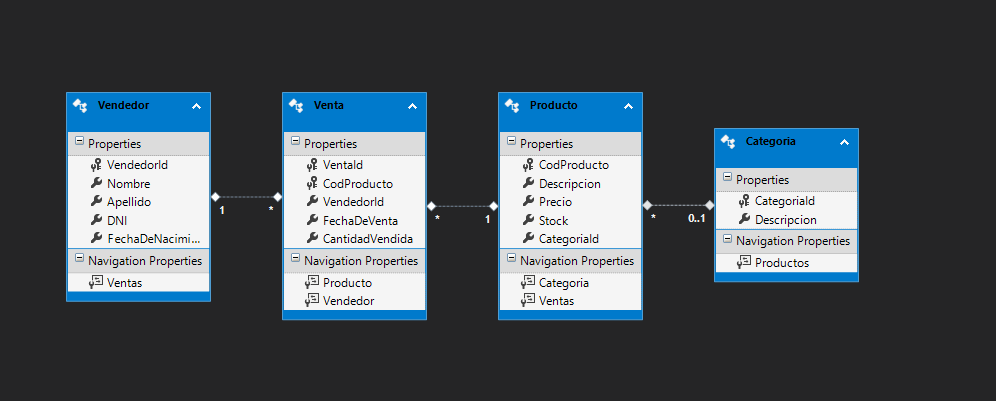 Vendedor
Properties
VendedorId
Nombre
Apellido
DNI
FechaDeNacimi...
Navigation Properties
Ventas
1
*
Venta
Properties
VentaId
CodProducto
VendedorId
FechaDeVenta
CantidadVendida
Navigation Properties
Producto
Vendedor
*
1
Producto
Properties
CodProducto
Descripcion
Precio
Stock
CategoriaId
Navigation Properties
Categoria
Ventas
*
0..1
Categoria
Properties
CategoriaId
Descripcion
Navigation Properties
Productos